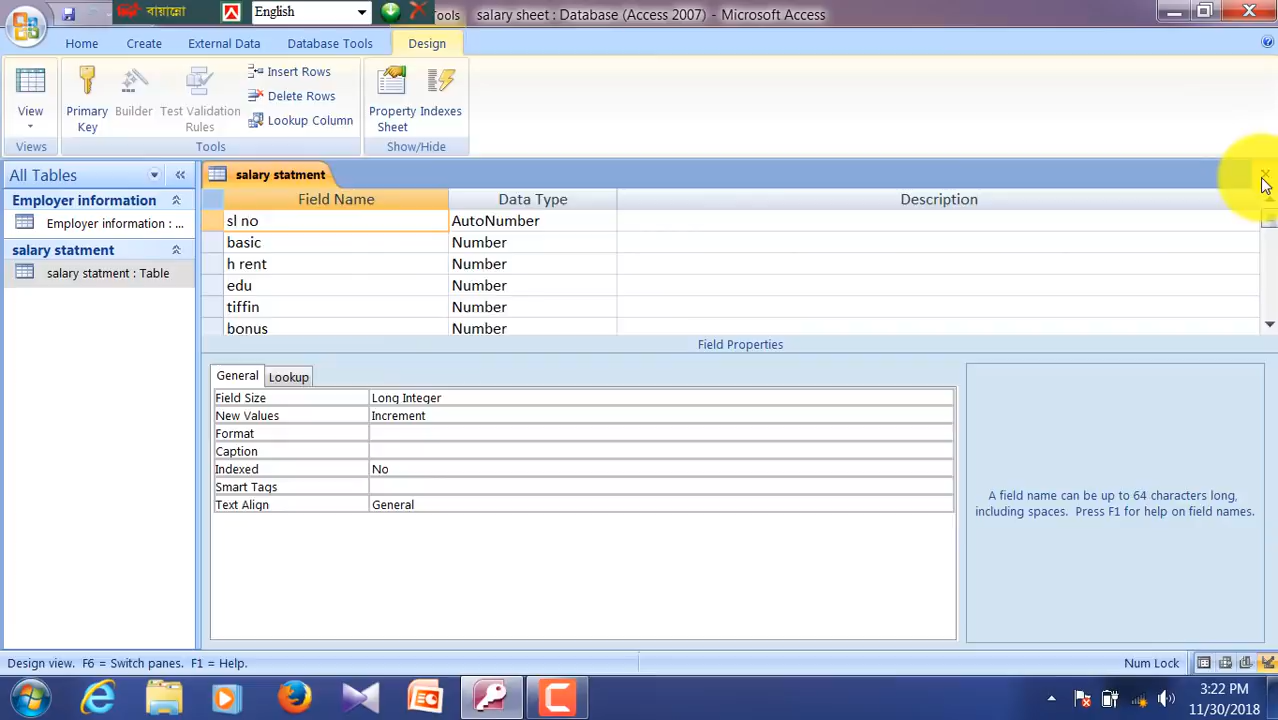 বায়ান্নো
English
ools
salary sheet : Database (Access 2007) - Microsoft Access
Home
Create
External Data
Database Tools
Design
View
Primary Key
Builder
Test Validation Rules
Insert Rows
Delete Rows
Lookup Column
Property Sheet
Indexes
Views
Tools
Show/Hide
All Tables
Employer information
Employer information : ...
salary statment
salary statment : Table
salary statment
Field Name Data Type Description
sl no AutoNumber
basic Number
h rent Number
edu Number
tiffin Number
bonus Number
Field Properties
General Lookup
Field Size Long Integer
New Values Increment
Format
Caption
Indexed No
Smart Tags
Text Align General
A field name can be up to 64 characters long,
including spaces. Press F1 for help on field names.
Design view. F6 = Switch panes. F1 = Help.
Num Lock
3:22 PM
11/30/2018